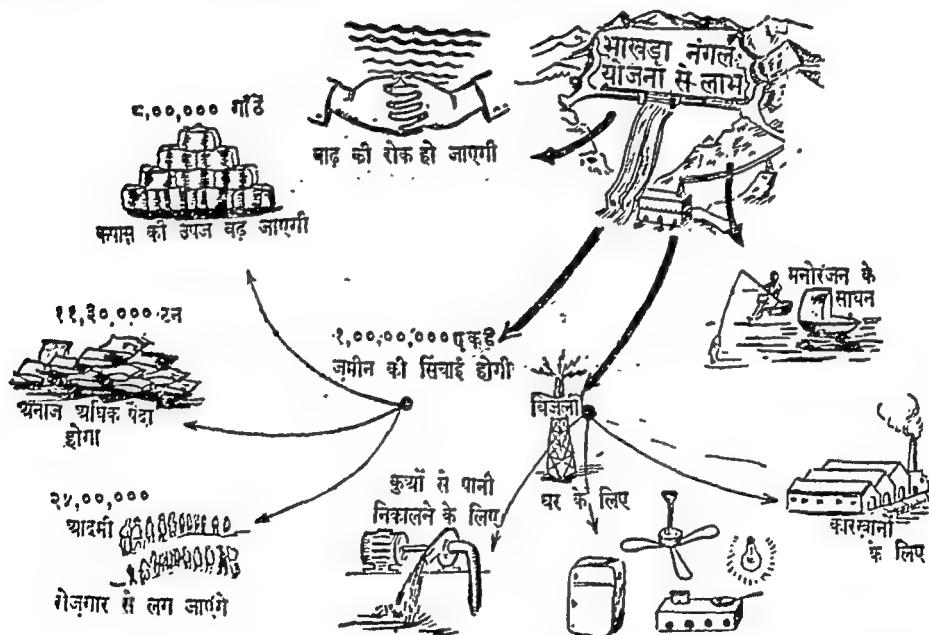 भाखड़ा नंगल
योजना से लाभ
बाढ़ की रोक हो जाएगी
८,००,००० गाँठें
कपास की उपज बढ़ जाएगी
मनोरंजन के
साधन
१,००,००,००० एकड़
ज़मीन की सिंचाई होगी
११,३०,००० टन
अनाज अधिक पैदा
होगा
बिजली
२५,००,०००
आदमी
रोज़गार से लग जाएंगे
कुओं से पानी
निकालने के लिए
घर के लिए
कारखानों
के लिए